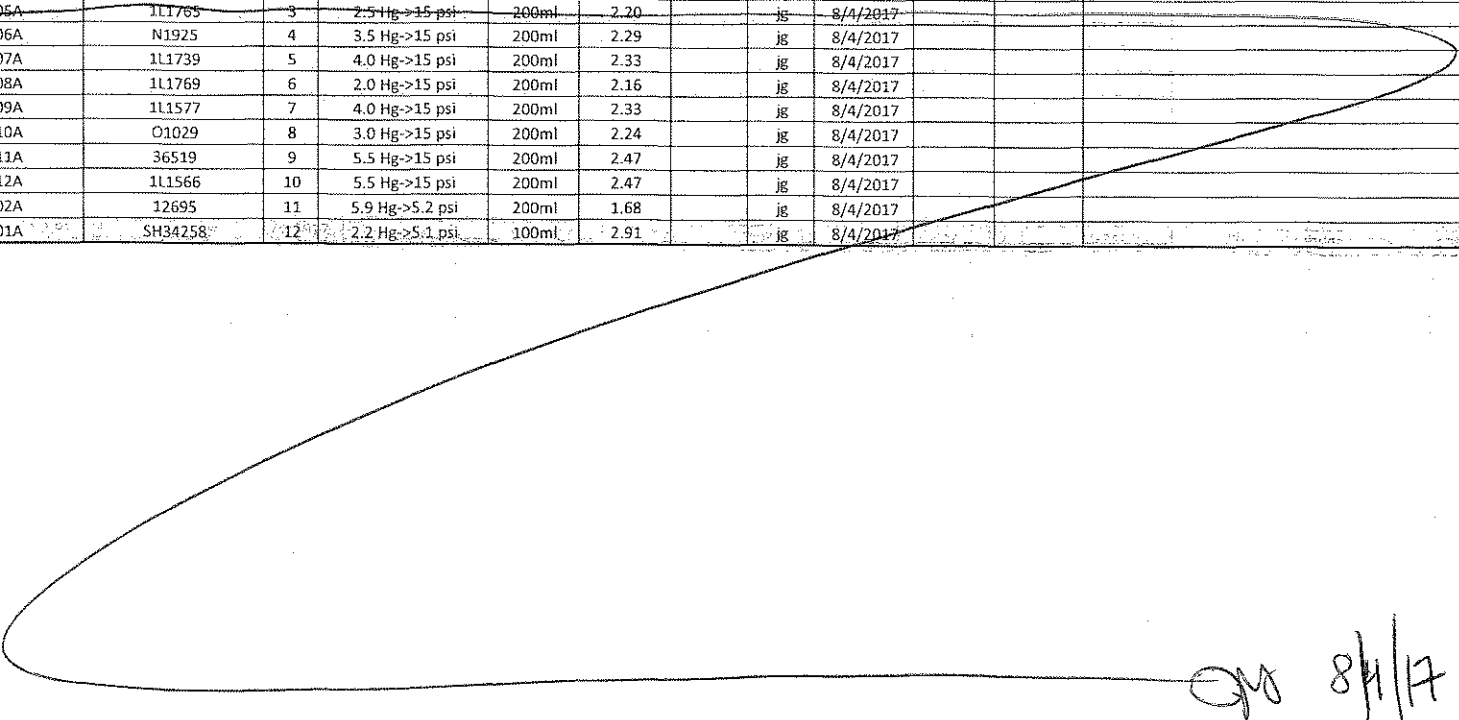 05A 1L1765 3 2.5 Hg->15 psi 200ml 2.20 jg 8/4/2017
06A N1925 4 3.5 Hg->15 psi 200ml 2.29 jg 8/4/2017
07A 1L1739 5 4.0 Hg->15 psi 200ml 2.33 jg 8/4/2017
08A 1L1769 6 2.0 Hg->15 psi 200ml 2.16 jg 8/4/2017
09A 1L1577 7 4.0 Hg->15 psi 200ml 2.33 jg 8/4/2017
10A O1029 8 3.0 Hg->15 psi 200ml 2.24 jg 8/4/2017
11A 36519 9 5.5 Hg->15 psi 200ml 2.47 jg 8/4/2017
12A 1L1566 10 5.5 Hg->15 psi 200ml 2.47 jg 8/4/2017
02A 12695 11 5.9 Hg->5.2 psi 200ml 1.68 jg 8/4/2017
01A SH34258 12 2.2 Hg->5.1 psi 100ml 2.91 jg 8/4/2017
8/4/17